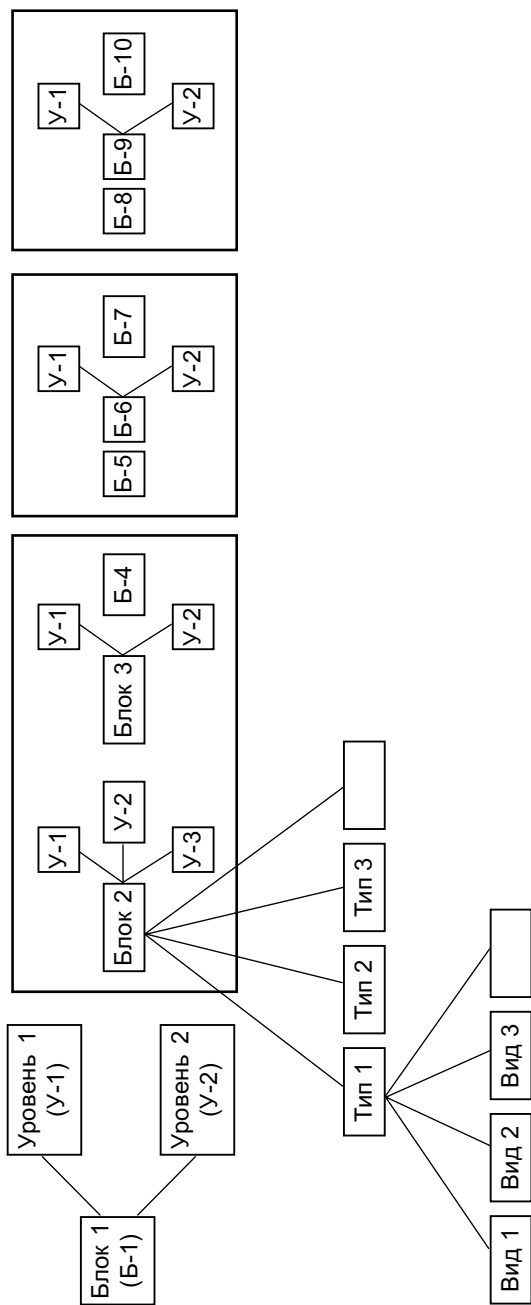 Блок 1
(Б-1)
Уровень 1
(У-1)
Уровень 2
(У-2)
Блок 2
У-1
У-2
У-3
Блок 3
У-1
У-2
Б-4
Б-5
Б-6
У-1
У-2
Б-7
Б-8
Б-9
У-1
У-2
Б-10
Тип 1
Тип 2
Тип 3
Вид 1
Вид 2
Вид 3